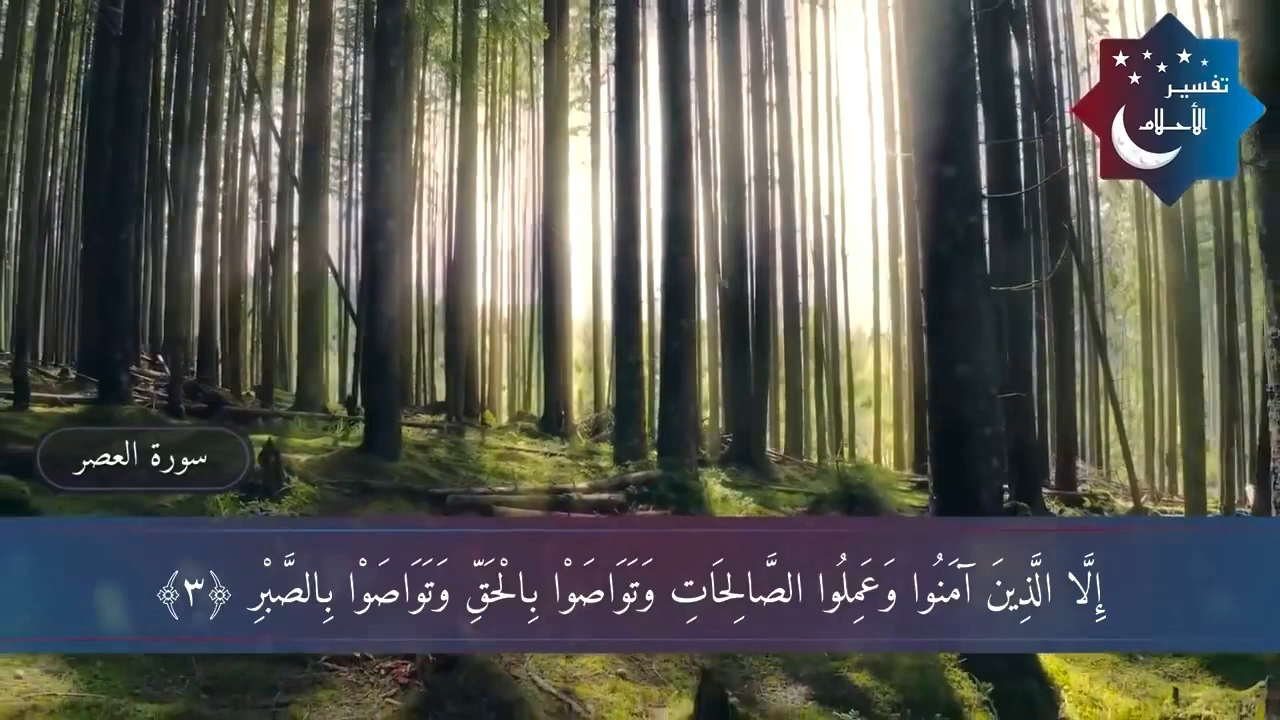 تفسير
الأحلام
سورة العصر
إِلَّا الَّذِينَ آمَنُوا وَعَمِلُوا الصَّالِحَاتِ وَتَوَاصَوْا بِالْحَقِّ وَتَوَاصَوْا بِالصَّبْرِ ﴿٣﴾